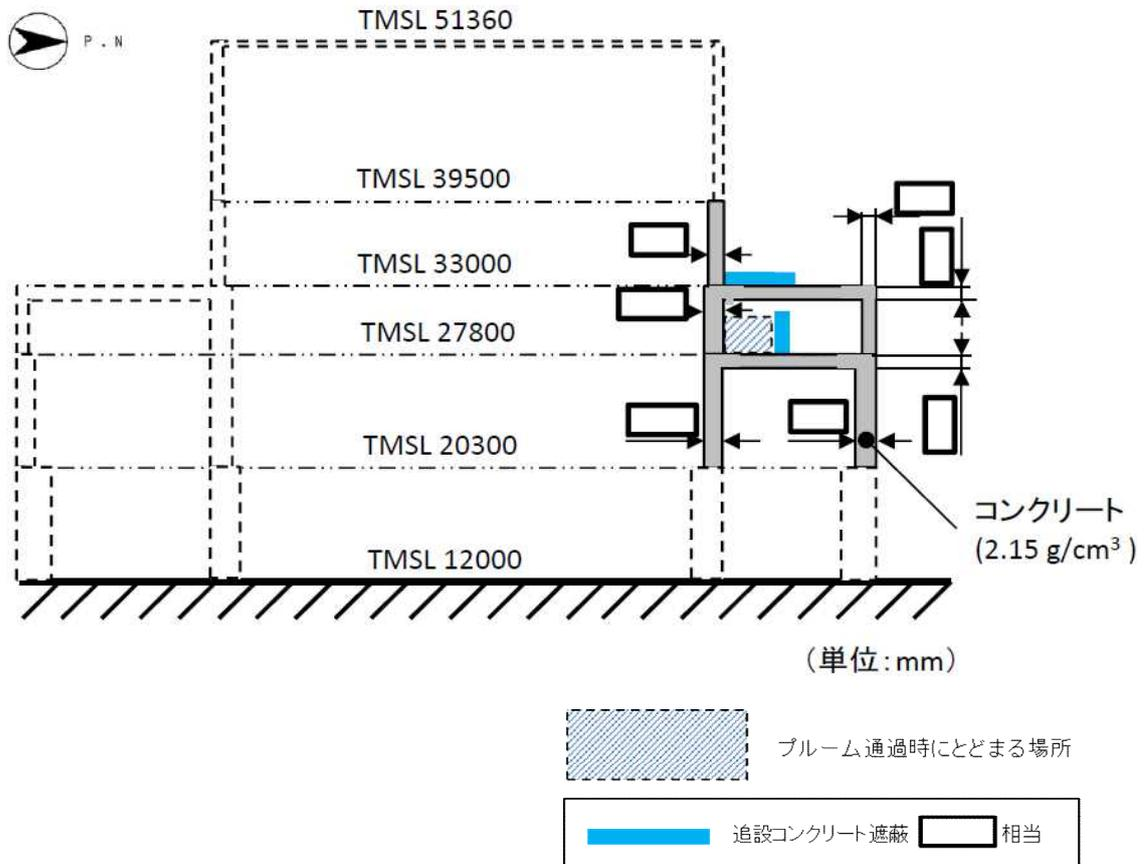 P.N
TMSL 51360
TMSL 39500
TMSL 33000
TMSL 27800
TMSL 20300
TMSL 12000
コンクリート
(2.15 g/cm³ )
（単位：mm）
プルーム通過時にとどまる場所
追設コンクリート遮蔽 相当